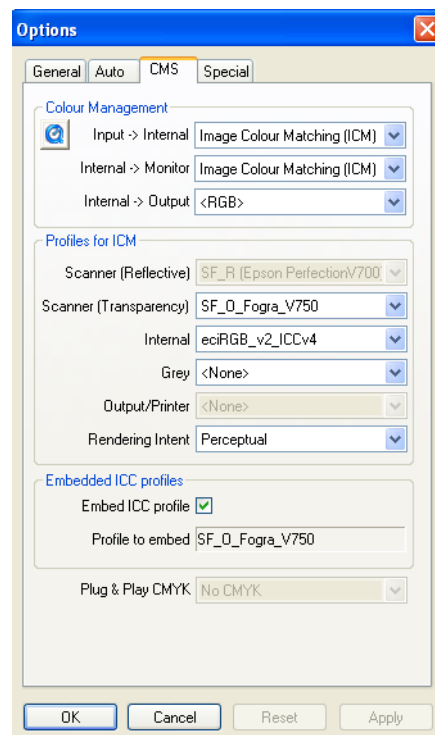 Options
General Auto CMS Special
Colour Management
Input -> Internal Image Colour Matching (ICM)
Internal -> Monitor Image Colour Matching (ICM)
Internal -> Output <RGB>
Profiles for ICM
Scanner (Reflective) SF_R (Epson PerfectionV700)
Scanner (Transparency) SF_O_Fogra_V750
Internal eciRGB_v2_ICCv4
Grey <None>
Output/Printer <None>
Rendering Intent Perceptual
Embedded ICC profiles
Embed ICC profile
Profile to embed SF_O_Fogra_V750
Plug & Play CMYK No CMYK
OK Cancel Reset Apply